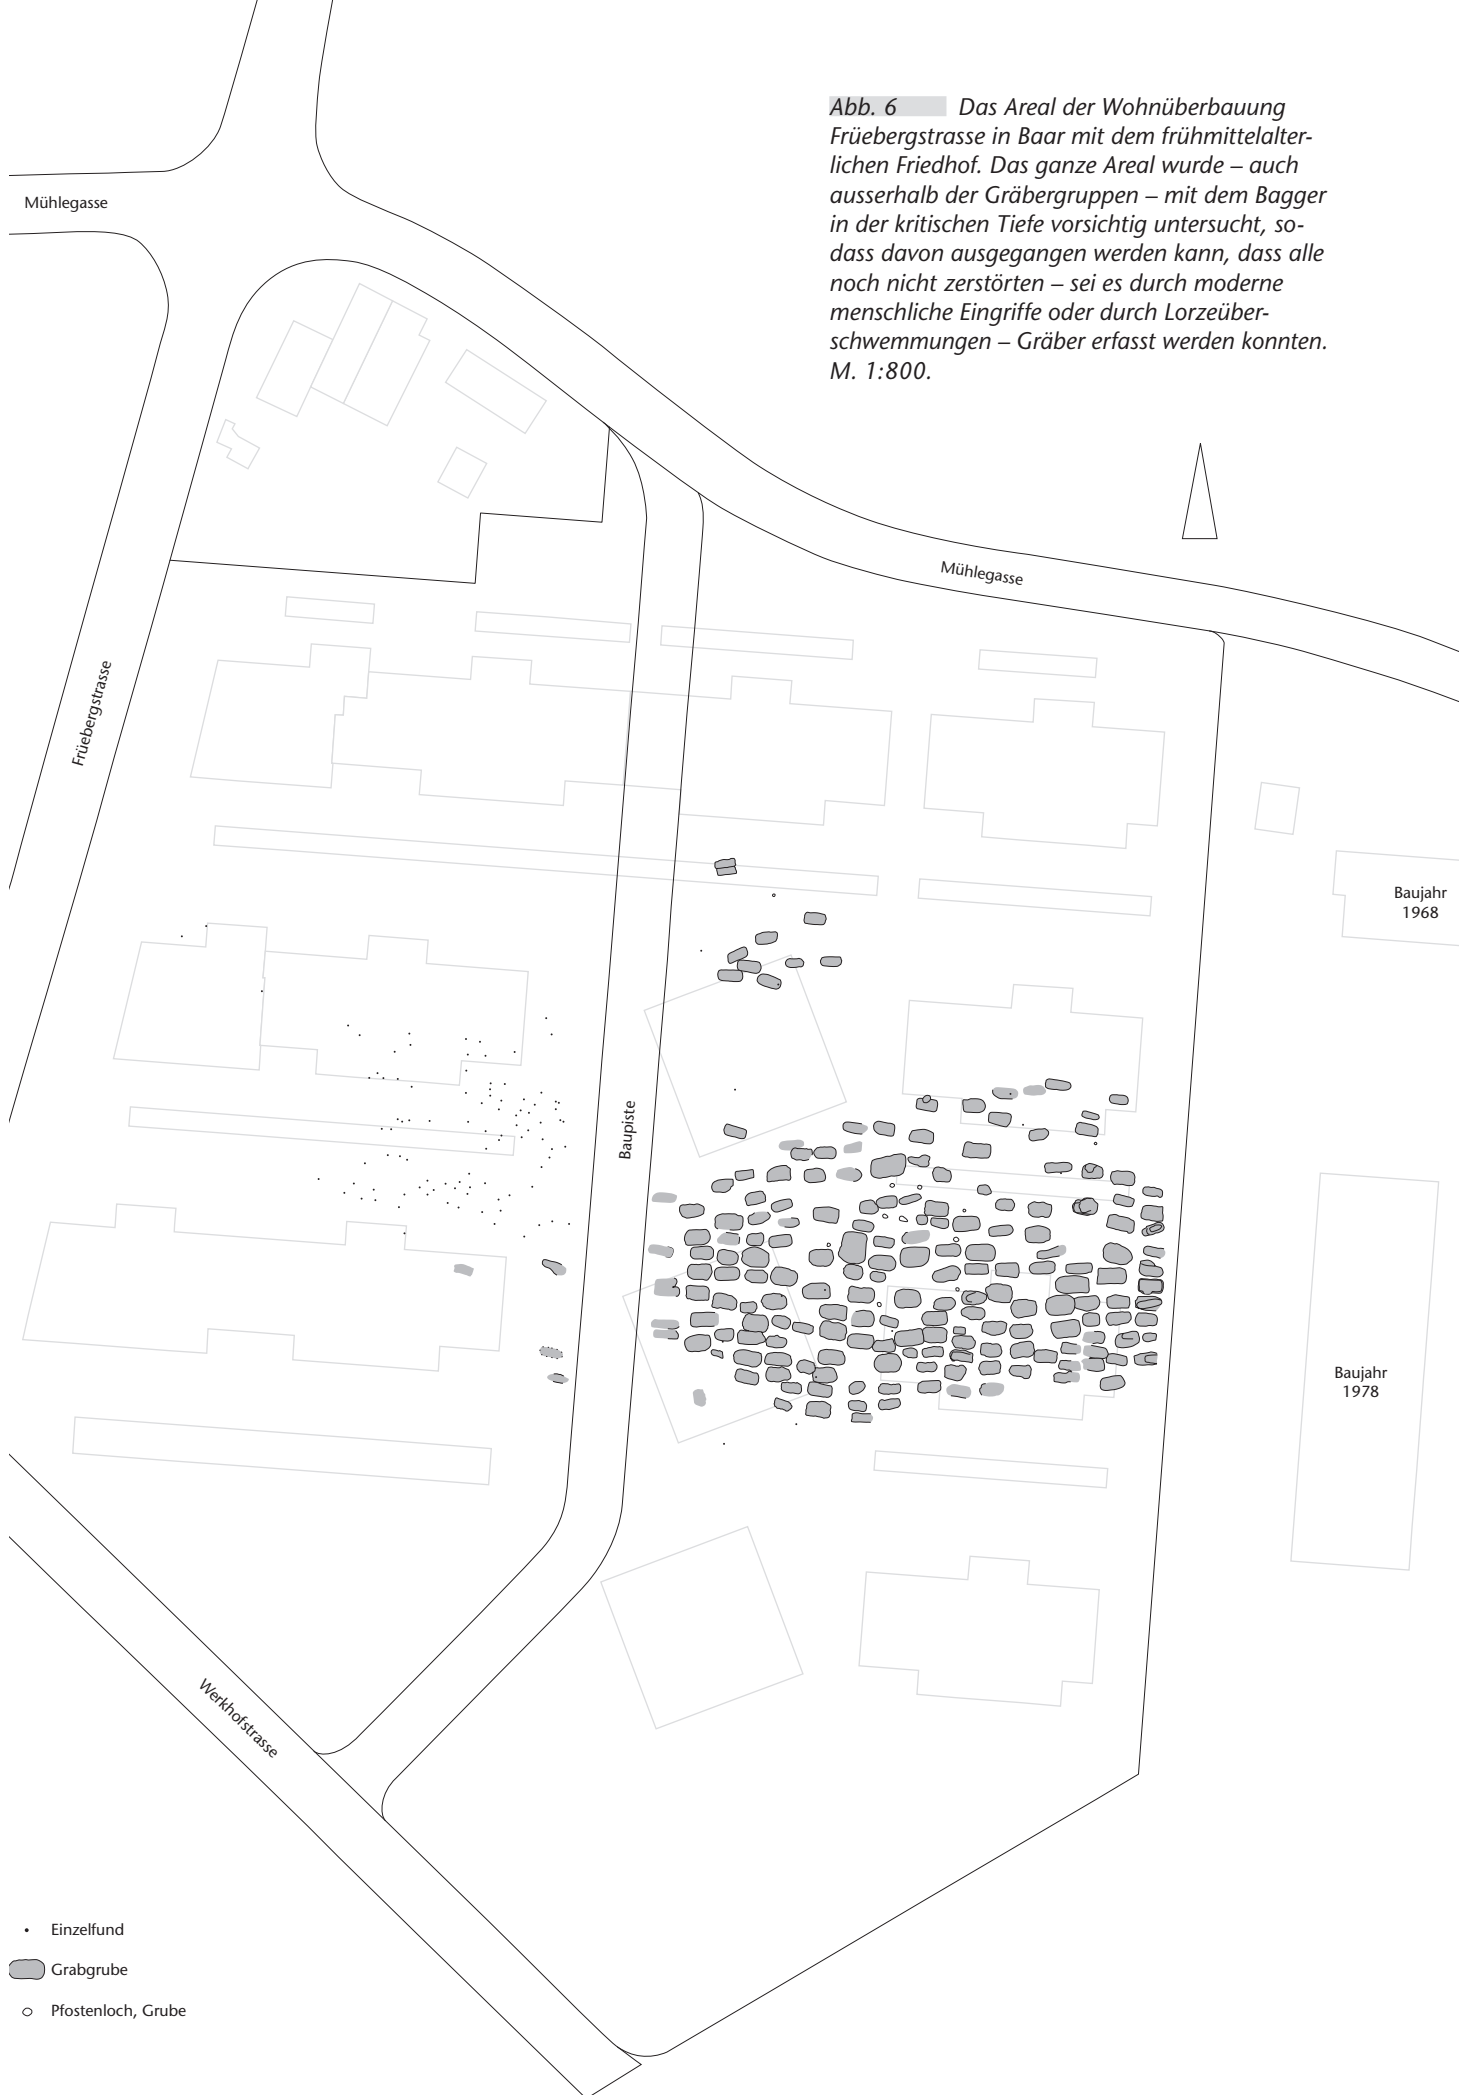 Abb. 6 Das Areal der Wohnüberbauung
Früebergstrasse in Baar mit dem frühmittelalter-
lichen Friedhof. Das ganze Areal wurde – auch
ausserhalb der Gräbergruppen – mit dem Bagger
in der kritischen Tiefe vorsichtig untersucht, so-
dass davon ausgegangen werden kann, dass alle
noch nicht zerstörten – sei es durch moderne
menschliche Eingriffe oder durch Lorzeüber-
schwemmungen – Gräber erfasst werden konnten.
M. 1:800.
Mühlegasse
Mühlegasse
Früebergstrasse
Baujahr
1968
Baupiste
Baujahr
1978
Werkhofstrasse
Einzelfund
Grabgrube
Pfostenloch, Grube